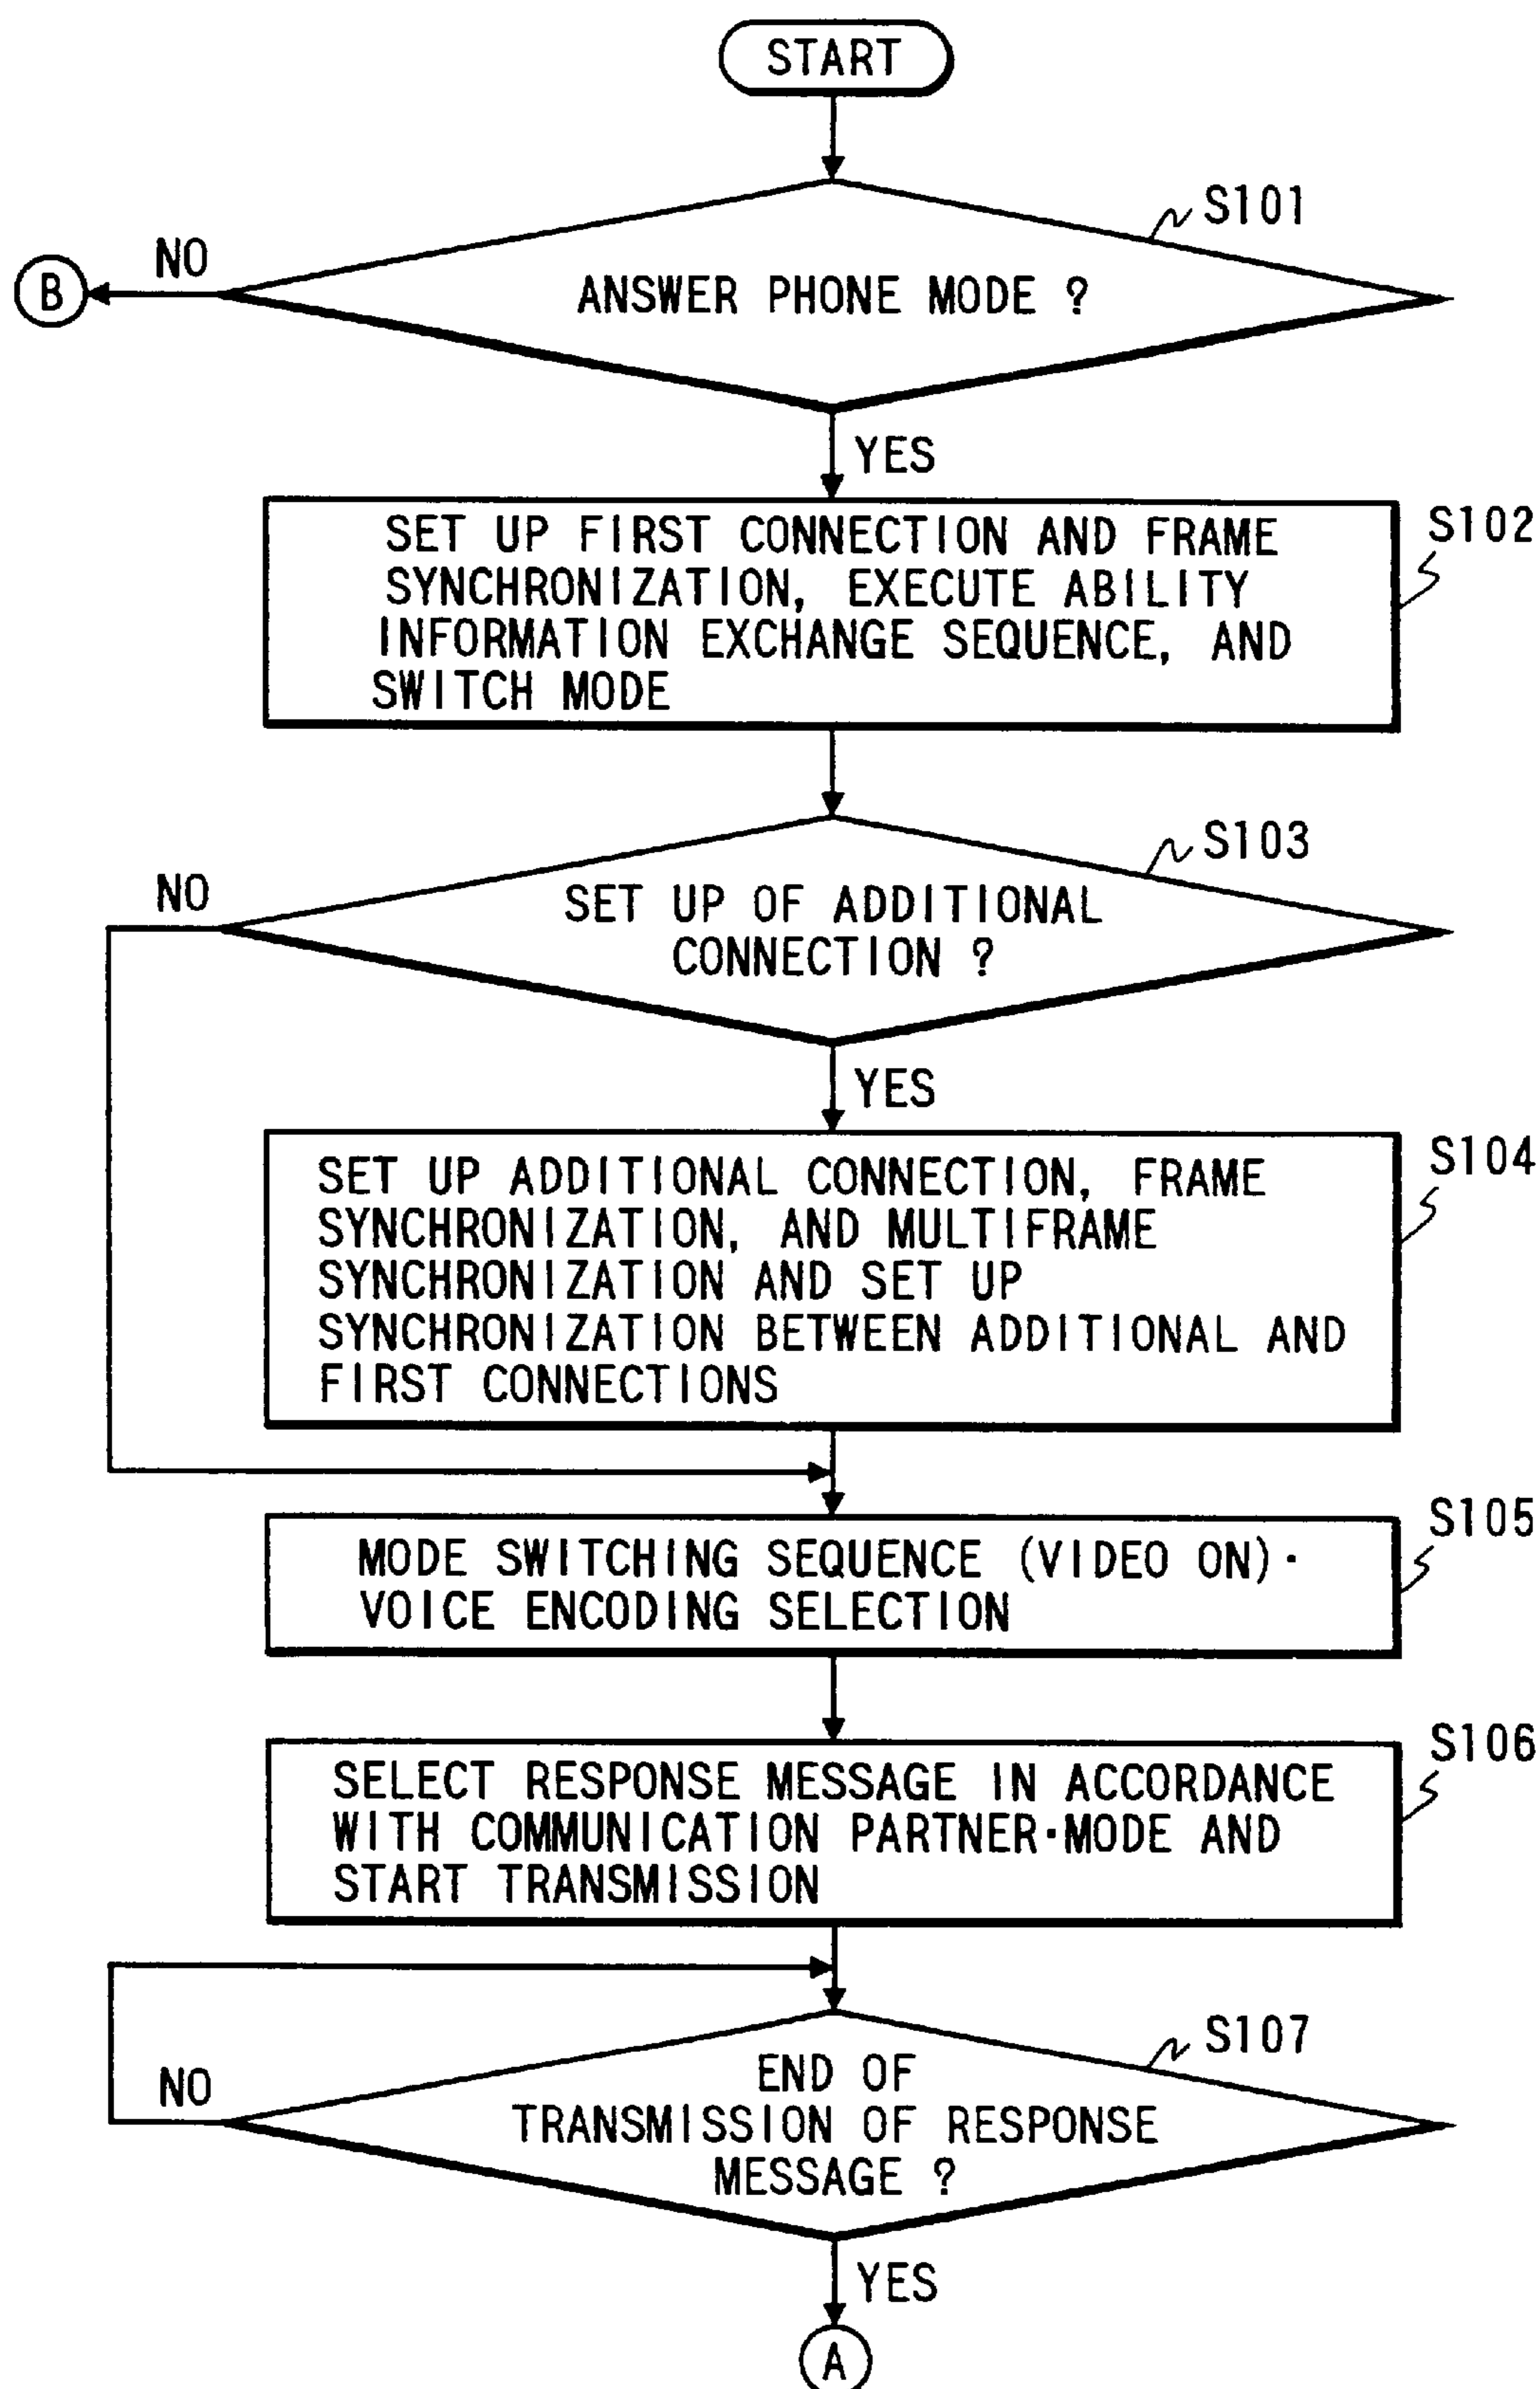 START
S101
NO
B
ANSWER PHONE MODE ?
YES
S102
SET UP FIRST CONNECTION AND FRAME
SYNCHRONIZATION, EXECUTE ABILITY
INFORMATION EXCHANGE SEQUENCE, AND
SWITCH MODE
S103
NO
SET UP OF ADDITIONAL
CONNECTION ?
YES
S104
SET UP ADDITIONAL CONNECTION, FRAME
SYNCHRONIZATION, AND MULTIFRAME
SYNCHRONIZATION AND SET UP
SYNCHRONIZATION BETWEEN ADDITIONAL AND
FIRST CONNECTIONS
S105
MODE SWITCHING SEQUENCE (VIDEO ON)·
VOICE ENCODING SELECTION
S106
SELECT RESPONSE MESSAGE IN ACCORDANCE
WITH COMMUNICATION PARTNER·MODE AND
START TRANSMISSION
S107
NO
END OF
TRANSMISSION OF RESPONSE
MESSAGE ?
YES
A